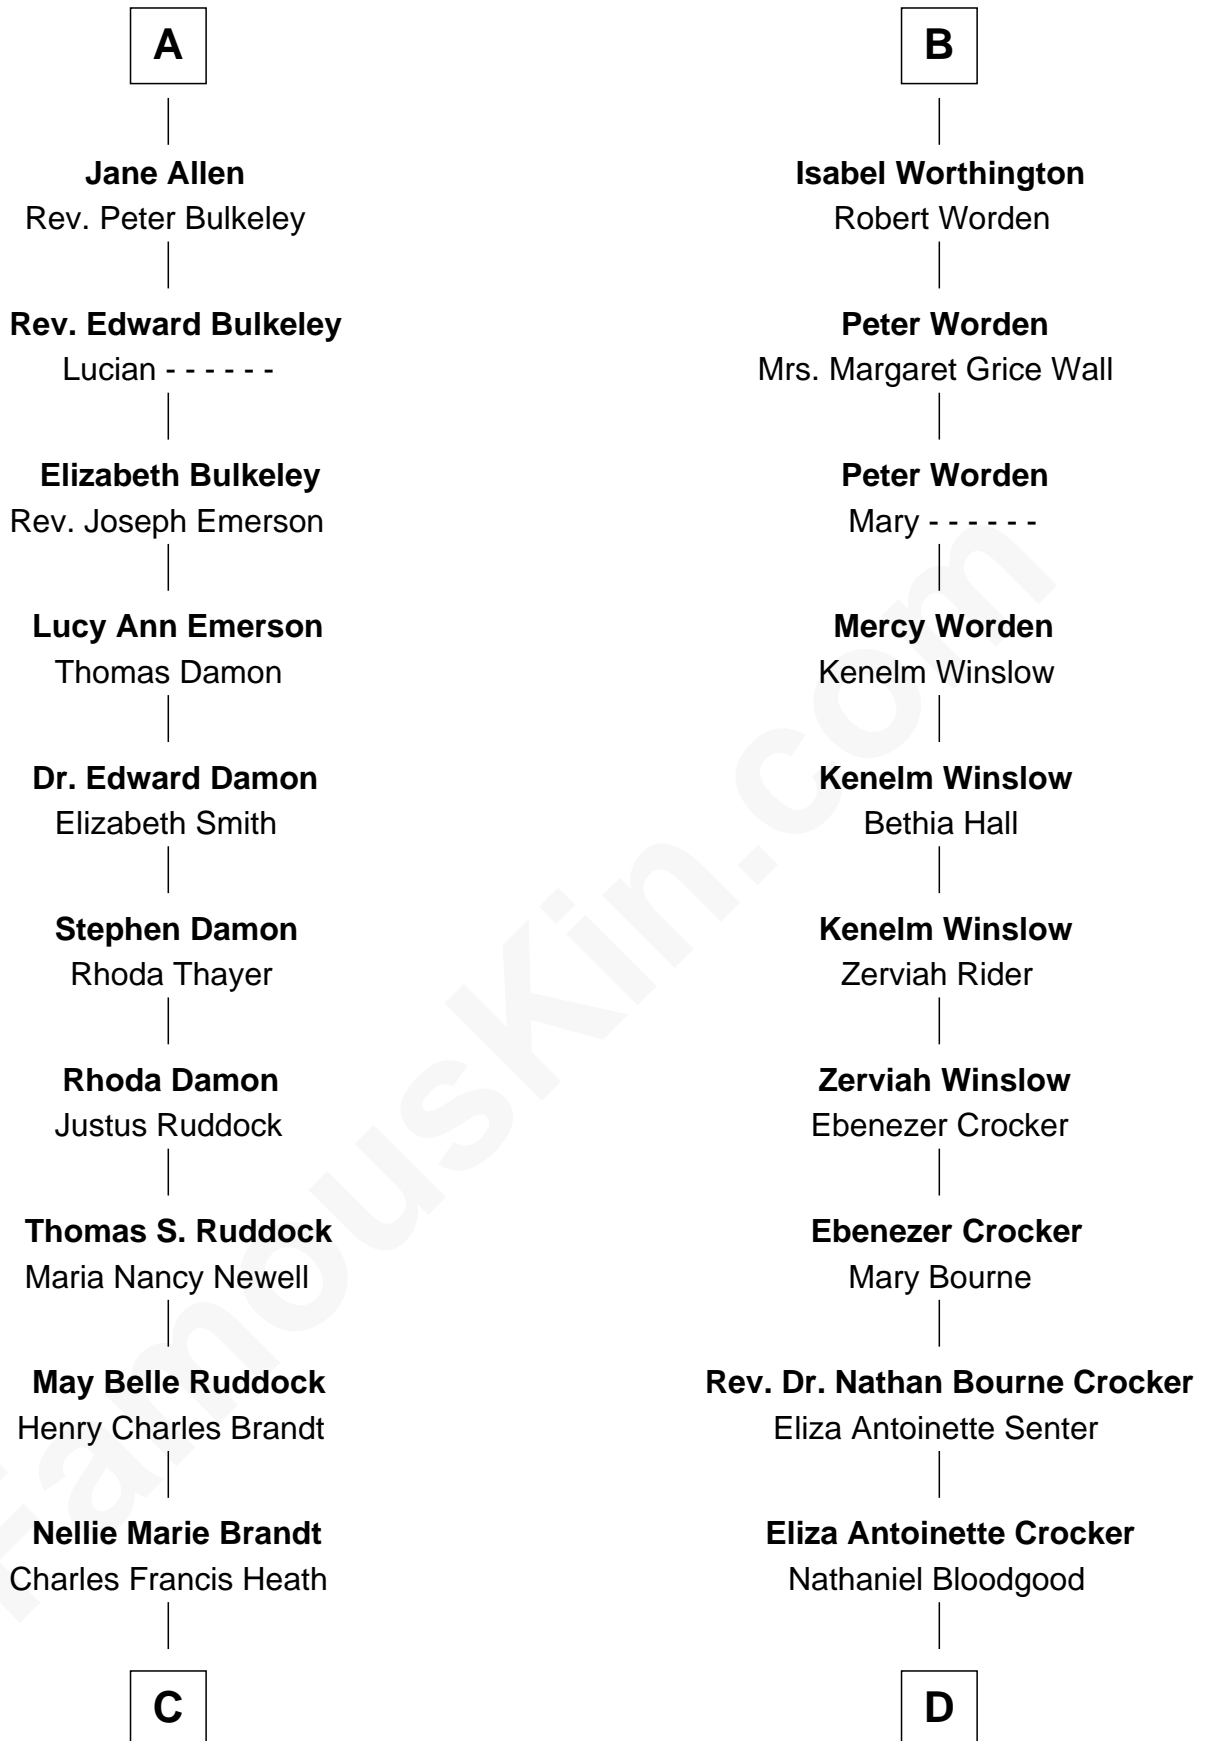 A
Jane Allen
Rev. Peter Bulkeley
Rev. Edward Bulkeley
Lucian - - - - - -
Elizabeth Bulkeley
Rev. Joseph Emerson
Lucy Ann Emerson
Thomas Damon
Dr. Edward Damon
Elizabeth Smith
Stephen Damon
Rhoda Thayer
Rhoda Damon
Justus Ruddock
Thomas S. Ruddock
Maria Nancy Newell
May Belle Ruddock
Henry Charles Brandt
Nellie Marie Brandt
Charles Francis Heath
C
B
Isabel Worthington
Robert Worden
Peter Worden
Mrs. Margaret Grice Wall
Peter Worden
Mary - - - - - -
Mercy Worden
Kenelm Winslow
Kenelm Winslow
Bethia Hall
Kenelm Winslow
Zerviah Rider
Zerviah Winslow
Ebenezer Crocker
Ebenezer Crocker
Mary Bourne
Rev. Dr. Nathan Bourne Crocker
Eliza Antoinette Senter
Eliza Antoinette Crocker
Nathaniel Bloodgood
D
FamousKin.com